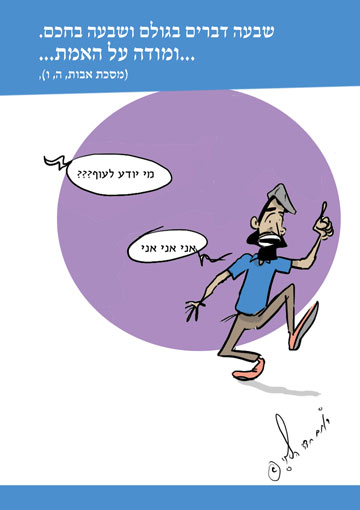 שבעה דברים בגולם ושבעה בחכם.
...ומודה על האמת...
(מסכת אבות, ה, ו),
מי יודע לעוף???
אני אני אני
©